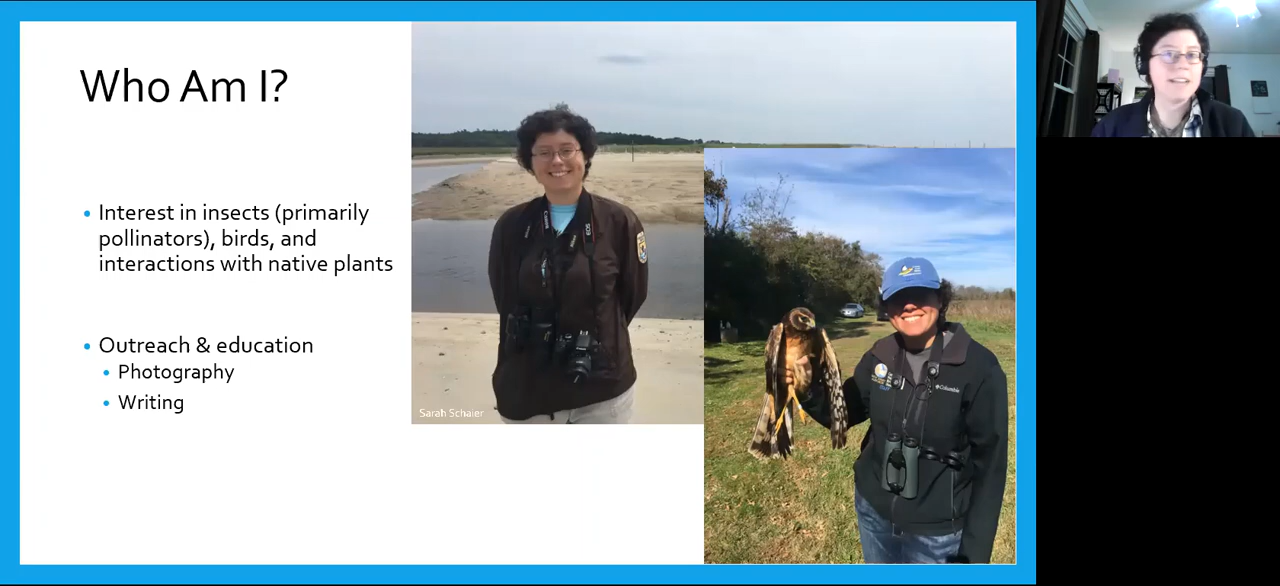 Who Am I?
Interest in insects (primarily
pollinators), birds, and
interactions with native plants
Outreach & education
Photography
Writing
Sarah Schaier
Columbia